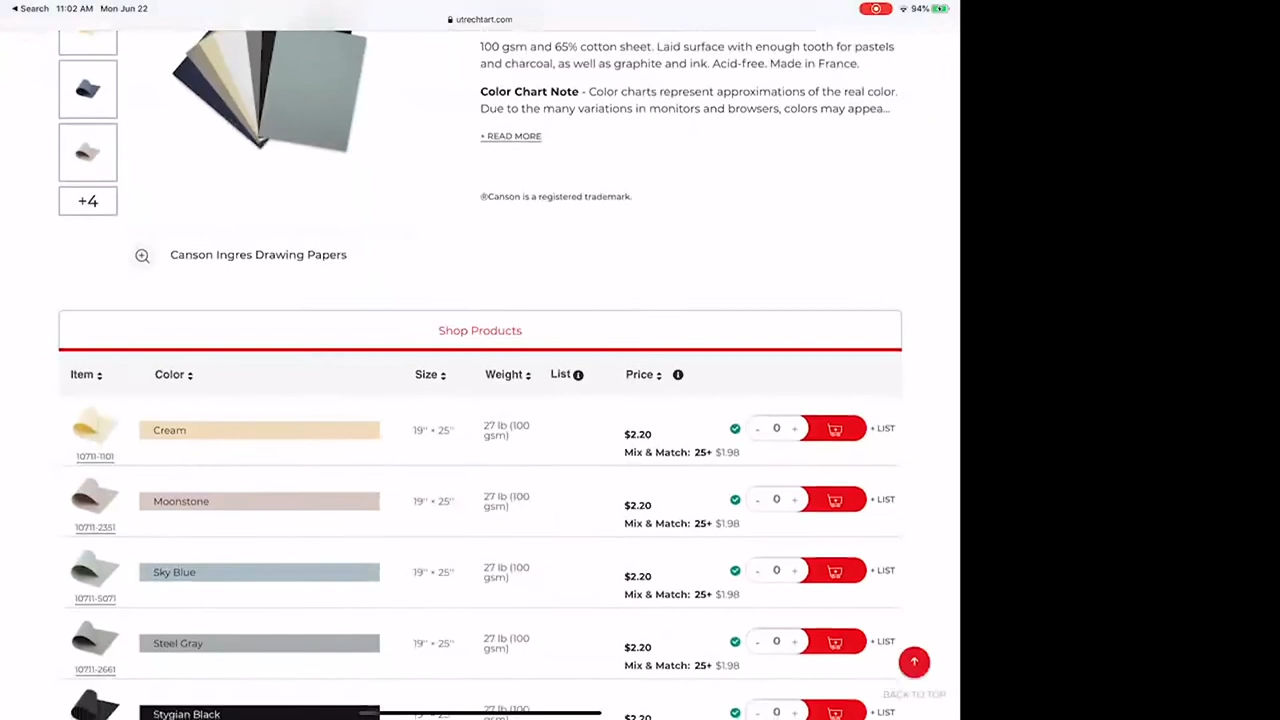 Search 11:02 AM Mon Jun 22
94%
utrechtart.com
100 gsm and 65% cotton sheet. Laid surface with enough tooth for pastels
and charcoal, as well as graphite and ink. Acid-free. Made in France.
Color Chart Note - Color charts represent approximations of the real color.
Due to the many variations in monitors and browsers, colors may appea...
+ READ MORE
+4
®Canson is a registered trademark.
Canson Ingres Drawing Papers
Shop Products
Item Color Size Weight List Price
Cream 19" × 25" 27 lb (100 gsm) $2.20 - 0 + + LIST
10711-1101 Mix & Match: 25+ $1.98
Moonstone 19" × 25" 27 lb (100 gsm) $2.20 - 0 + + LIST
10711-2351 Mix & Match: 25+ $1.98
Sky Blue 19" × 25" 27 lb (100 gsm) $2.20 - 0 + + LIST
10711-5071 Mix & Match: 25+ $1.98
Steel Gray 19" × 25" 27 lb (100 gsm) $2.20 - 0 + + LIST
10711-2661 Mix & Match: 25+ $1.98
BACK TO TOP
Stygian Black 19" × 25" 27 lb (100 $2.20 - 0 + + LIST